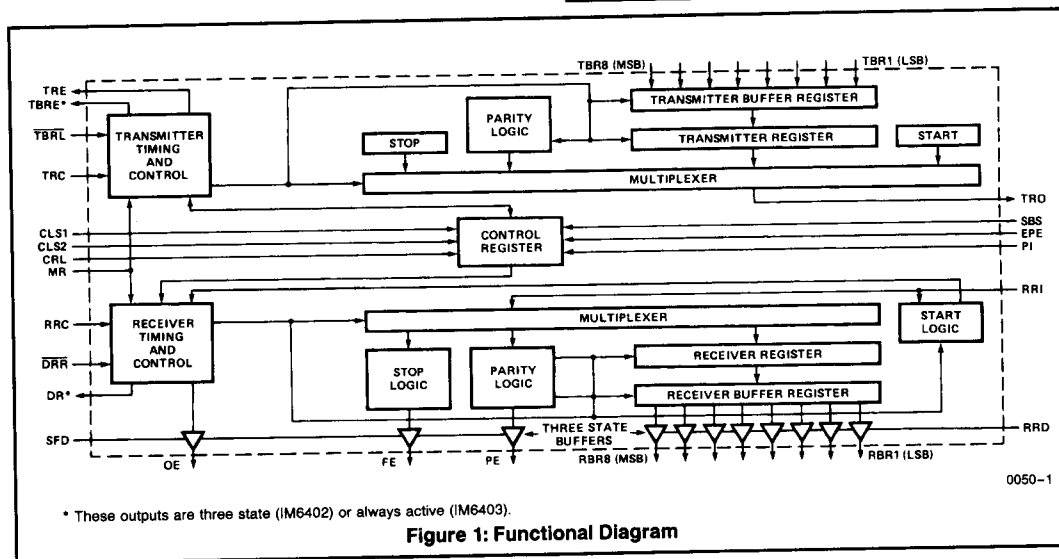 TBR8 (MSB)
TBR1 (LSB)
TRE
TBRE*
TBRL
TRC
TRANSMITTER
TIMING
AND
CONTROL
STOP
PARITY
LOGIC
TRANSMITTER BUFFER REGISTER
TRANSMITTER REGISTER
START
MULTIPLEXER
TRO
CLS1
CLS2
CRL
MR
CONTROL
REGISTER
SBS
EPE
PI
RRI
RRC
DRR
DR*
RECEIVER
TIMING
AND
CONTROL
MULTIPLEXER
START
LOGIC
STOP
LOGIC
PARITY
LOGIC
RECEIVER REGISTER
RECEIVER BUFFER REGISTER
SFD
THREE STATE
BUFFERS
RRD
OE
FE
PE
RBR8 (MSB)
RBR1 (LSB)
0050-1
* These outputs are three state (IM6402) or always active (IM6403).
Figure 1: Functional Diagram